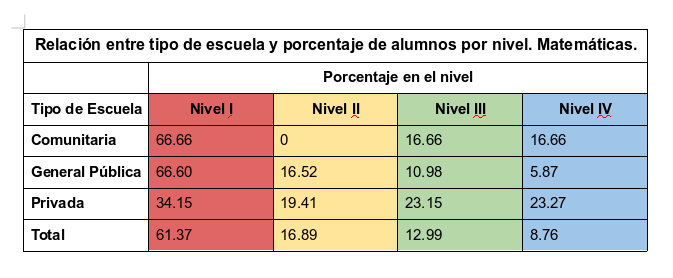 Relación entre tipo de escuela y porcentaje de alumnos por nivel. Matemáticas.
Porcentaje en el nivel
Tipo de Escuela Nivel I Nivel II Nivel III Nivel IV
Comunitaria 66.66 0 16.66 16.66
General Pública 66.60 16.52 10.98 5.87
Privada 34.15 19.41 23.15 23.27
Total 61.37 16.89 12.99 8.76